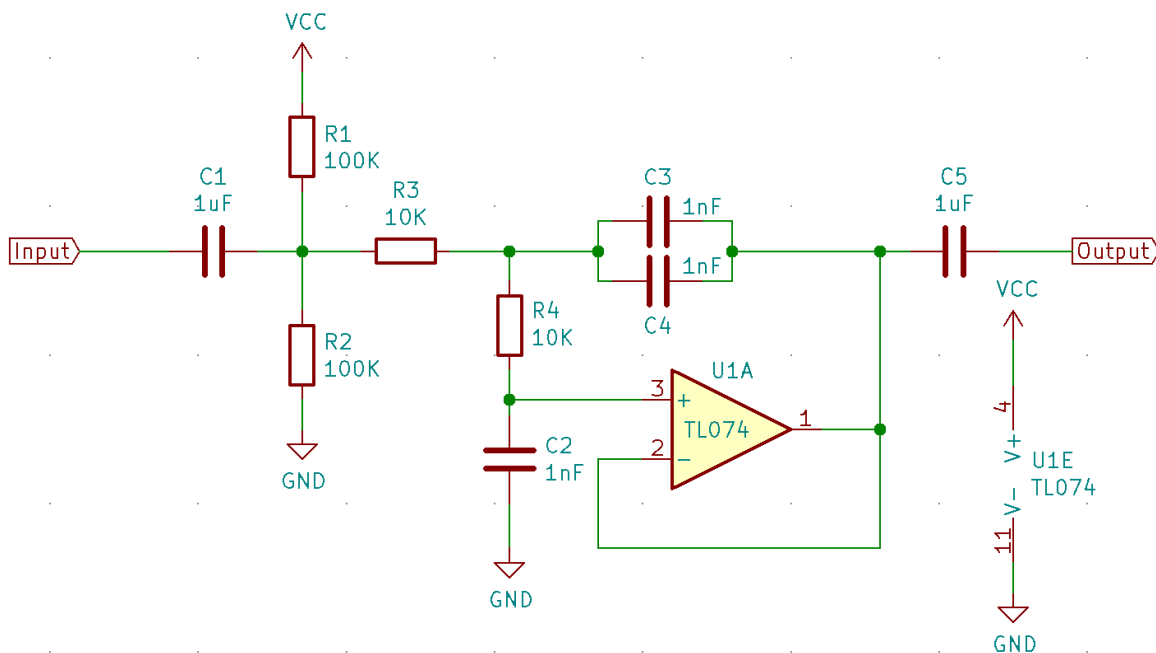 VCC
R1
100K
C1
1uF
R3
10K
C3
1nF
C5
1uF
Input
Output
1nF
C4
VCC
R4
10K
R2
100K
U1A
3
+
TL074
1
2
-
4
V+
C2
1nF
U1E
TL074
V-
11
GND
GND
GND